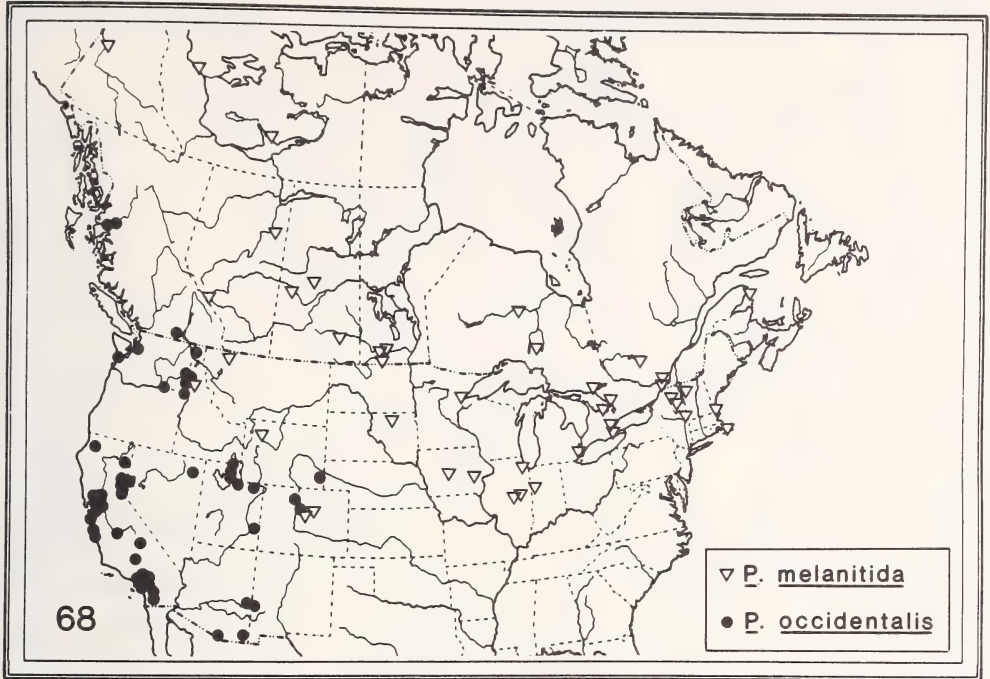 ▽ P. melanitida
● P. occidentalis
68